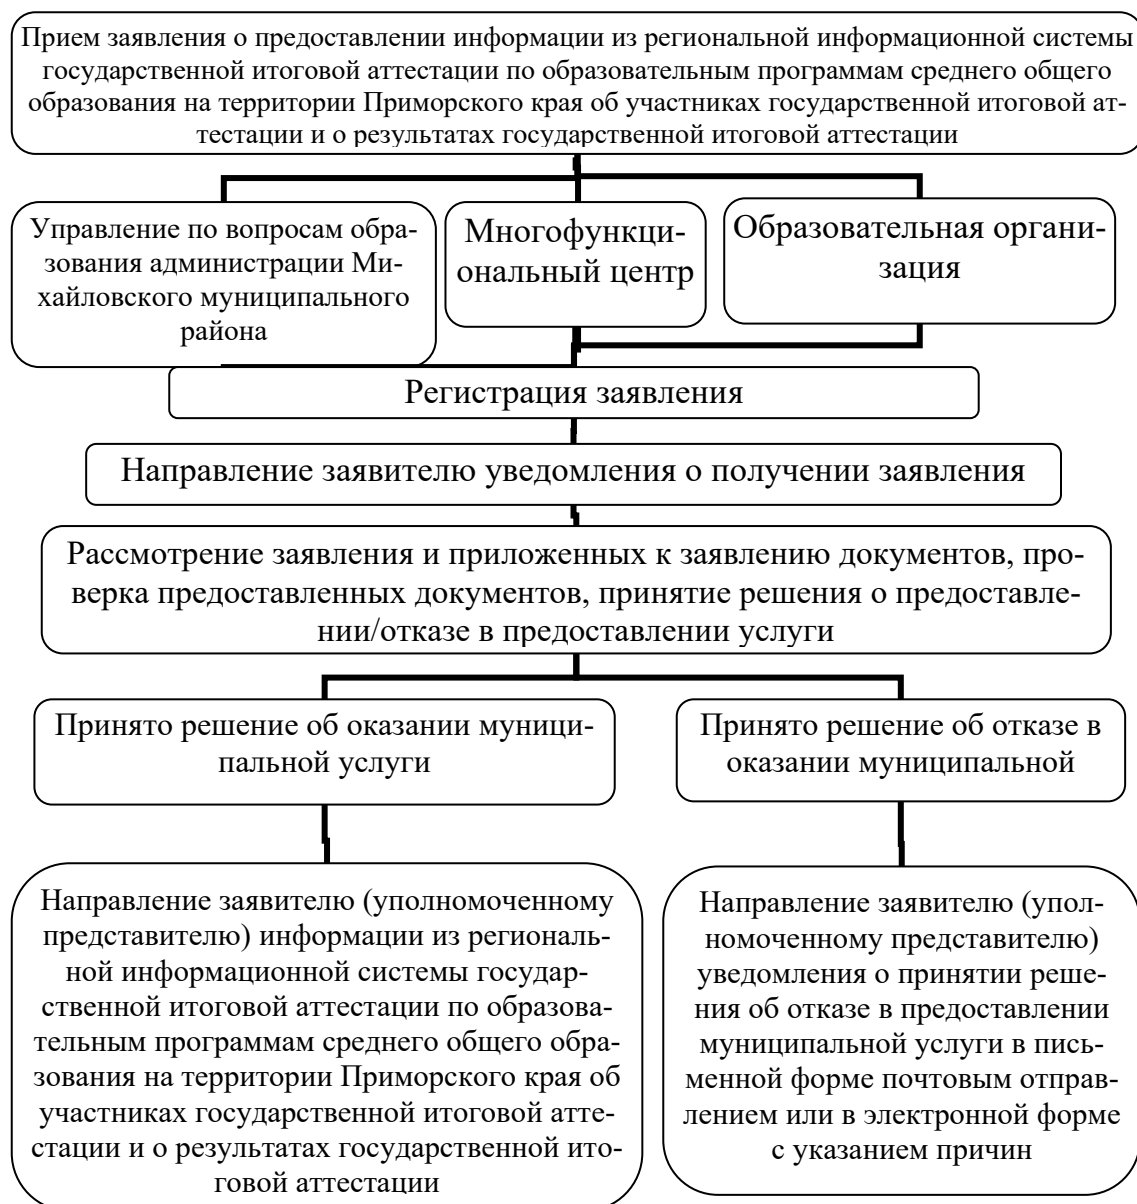 Прием заявления о предоставлении информации из региональной информационной системы
государственной итоговой аттестации по образовательным программам среднего общего
образования на территории Приморского края об участниках государственной итоговой ат-
тестации и о результатах государственной итоговой аттестации
Управление по вопросам обра-
зования администрации Ми-
хайловского муниципального
района
Многофункци-
ональный центр
Образовательная органи-
зация
Регистрация заявления
Направление заявителю уведомления о получении заявления
Рассмотрение заявления и приложенных к заявлению документов, про-
верка предоставленных документов, принятие решения о предоставле-
нии/отказе в предоставлении услуги
Принято решение об оказании муници-
пальной услуги
Принято решение об отказе в
оказании муниципальной
Направление заявителю (уполномоченному
представителю) информации из региональ-
ной информационной системы государ-
ственной итоговой аттестации по образова-
тельным программам среднего общего обра-
зования на территории Приморского края об
участниках государственной итоговой атте-
стации и о результатах государственной ито-
говой аттестации
Направление заявителю (упол-
номоченному представителю)
уведомления о принятии реше-
ния об отказе в предоставлении
муниципальной услуги в пись-
менной форме почтовым отправ-
лением или в электронной форме
с указанием причин